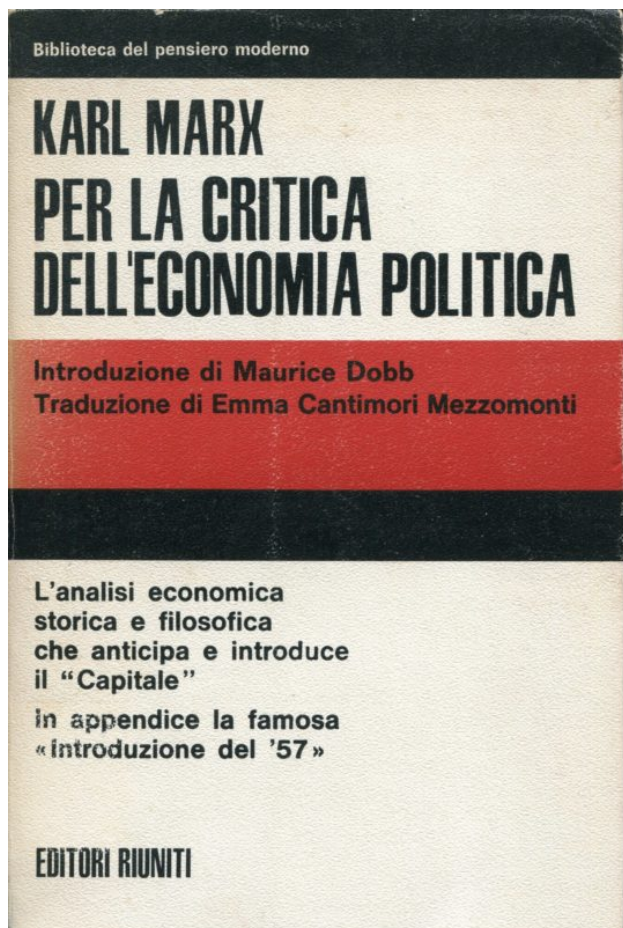 Biblioteca del pensiero moderno
KARL MARX
PER LA CRITICA
DELL'ECONOMIA POLITICA
Introduzione di Maurice Dobb
Traduzione di Emma Cantimori Mezzomonti
L'analisi economica
storica e filosofica
che anticipa e introduce
il “Capitale”
in appendice la famosa
«introduzione del '57»
EDITORI RIUNITI